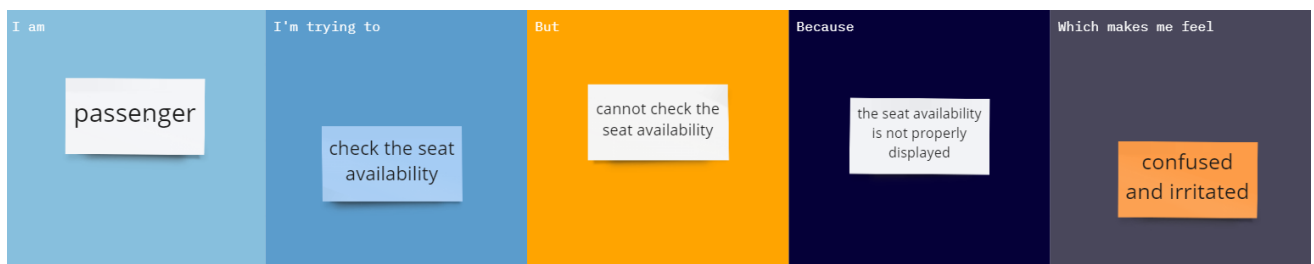 I am
passenger
I'm trying to
check the seat
availability
But
cannot check the
seat availability
Because
the seat availability
is not properly
displayed
Which makes me feel
confused
and irritated